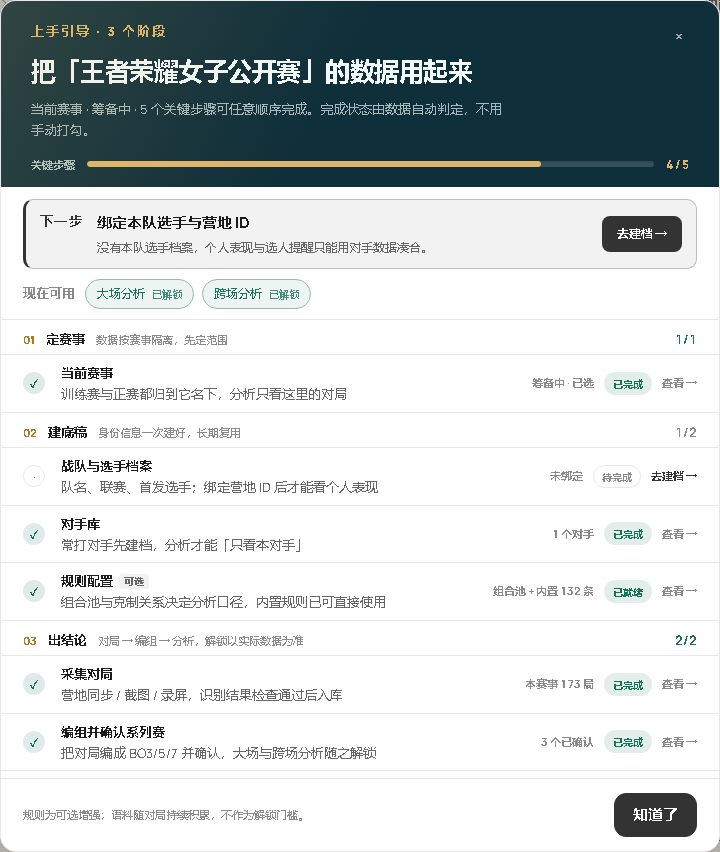 上手引导 · 3 个阶段
×
把「王者荣耀女子公开赛」的数据用起来
当前赛事 · 筹备中 · 5 个关键步骤可任意顺序完成。完成状态由数据自动判定，不用
手动打勾。
关键步骤 4/5
下一步 绑定本队选手与营地 ID
没有本队选手档案，个人表现与选人提醒只能用对手数据凑合。
去建档→
现在可用 大场分析 已解锁 跨场分析 已解锁
01 定赛事 数据按赛事隔离，先定范围 1/1
✓ 当前赛事
训练赛与正赛都归到它名下，分析只看这里的对局
筹备中 · 已选 已完成 查看→
02 建底稿 身份信息一次建好，长期复用 1/2
· 战队与选手档案
队名、联赛、首发选手；绑定营地 ID 后才能看个人表现
未绑定 待完成 去建档→
✓ 对手库
常打对手先建档，分析才能「只看本对手」
1 个对手 已完成 查看→
✓ 规则配置 可选
组合池与克制关系决定分析口径，内置规则已可直接使用
组合池 + 内置 132 条 已就绪 查看→
03 出结论 对局→编组→分析，解锁以实际数据为准 2/2
✓ 采集对局
营地同步 / 截图 / 录屏，识别结果检查通过后入库
本赛事 173 局 已完成 查看→
✓ 编组并确认系列赛
把对局编成 BO3/5/7 并确认，大场与跨场分析随之解锁
3 个已确认 已完成 查看→
规则为可选增强；语料随对局持续积累，不作为解锁门槛。
知道了